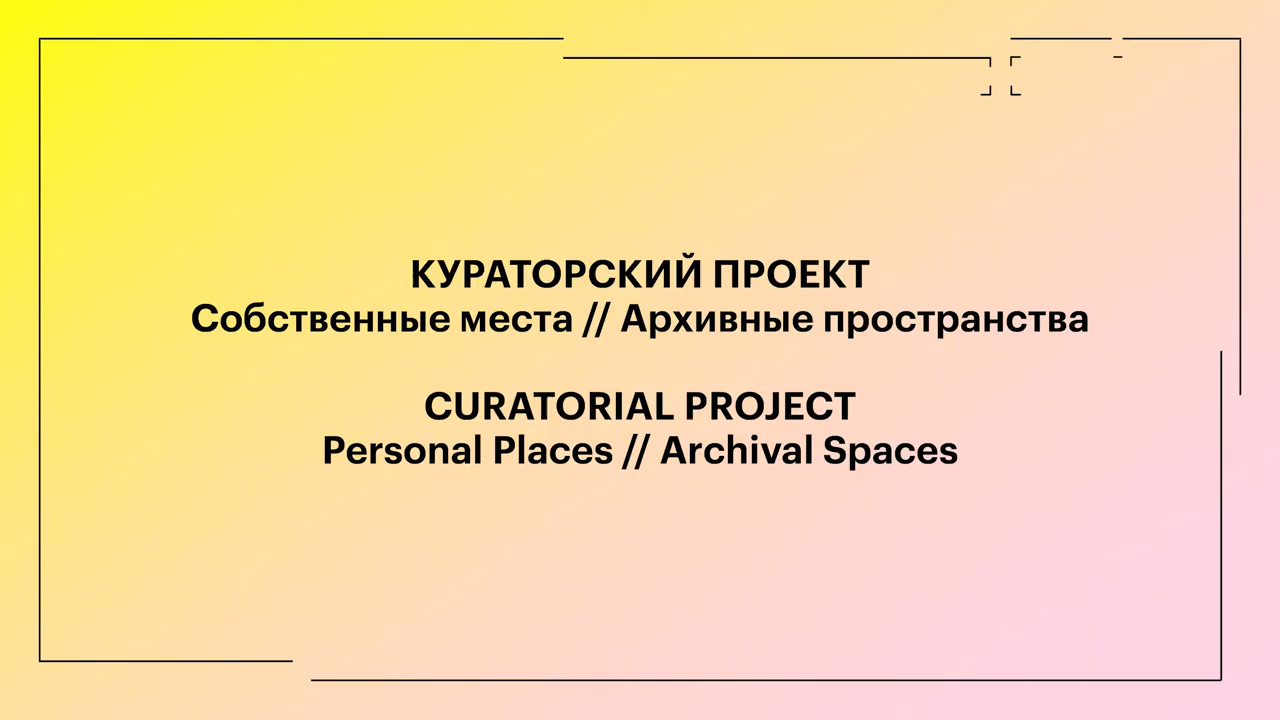 КУРАТОРСКИЙ ПРОЕКТ
Собственные места // Архивные пространства
CURATORIAL PROJECT
Personal Places // Archival Spaces